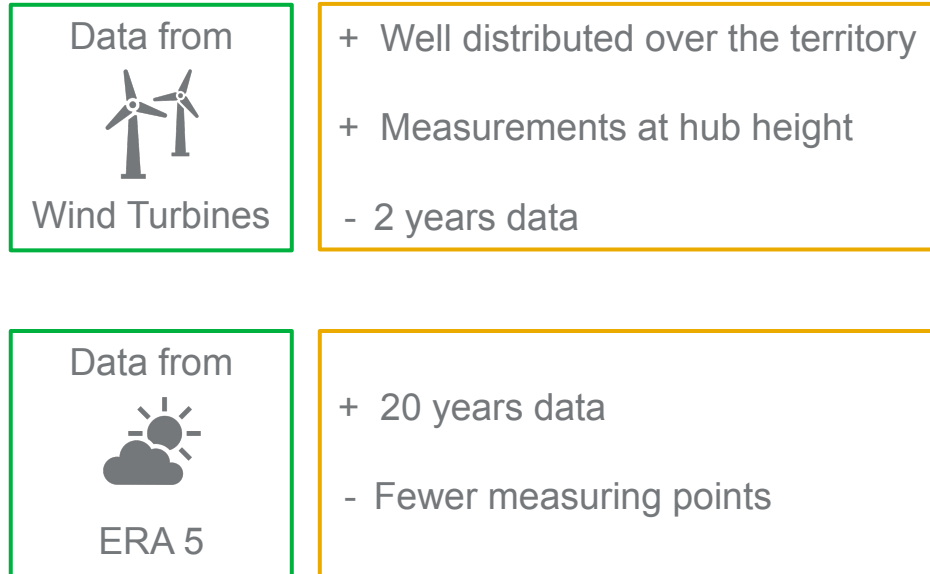 Data from
Wind Turbines
+ Well distributed over the territory
+ Measurements at hub height
- 2 years data
Data from
ERA 5
+ 20 years data
- Fewer measuring points